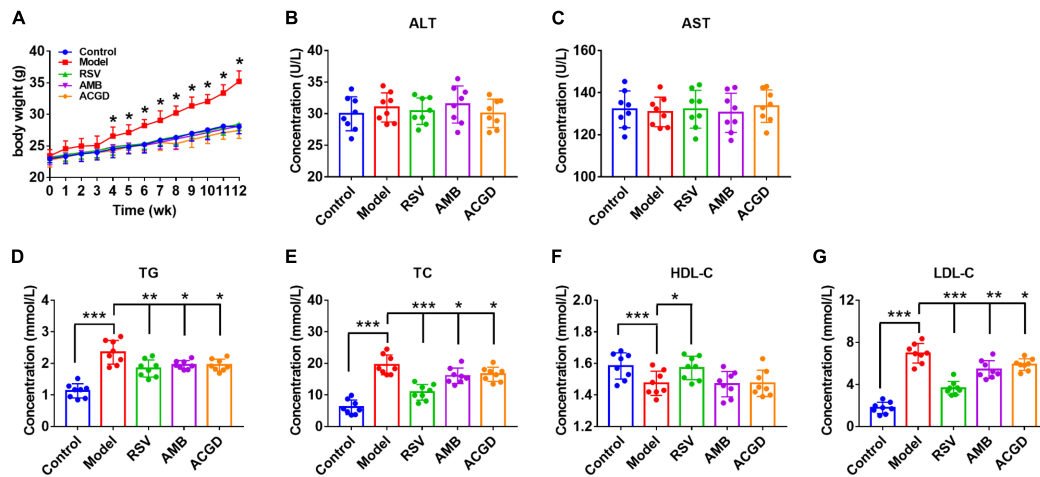 A
Control
Model
RSV
AMB
ACGD
body wight (g)
40
35
30
25
20
0 1 2 3 4 5 6 7 8 9 10 11 12
Time (wk)
* * * * * * * * *
B
ALT
Concentration (U/L)
40
35
30
25
20
Control Model RSV AMB ACGD
C
AST
Concentration (U/L)
160
140
120
100
Control Model RSV AMB ACGD
D
TG
Concentration (mmol/L)
4
3
2
1
0
*** ** * *
Control Model RSV AMB ACGD
E
TC
Concentration (mmol/L)
40
30
20
10
0
*** *** * *
Control Model RSV AMB ACGD
F
HDL-C
Concentration (mmol/L)
2.0
1.8
1.6
1.4
1.2
*** *
Control Model RSV AMB ACGD
G
LDL-C
Concentration (mmol/L)
12
8
4
0
*** *** ** *
Control Model RSV AMB ACGD